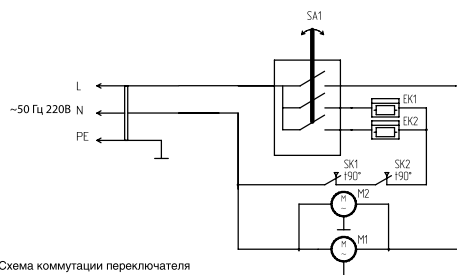 SA1
L
~50 Гц 220В N
PE
EK1
EK2
SK1 SK2
t90° t90°
M M2
~
M M1
~
Схема коммутации переключателя